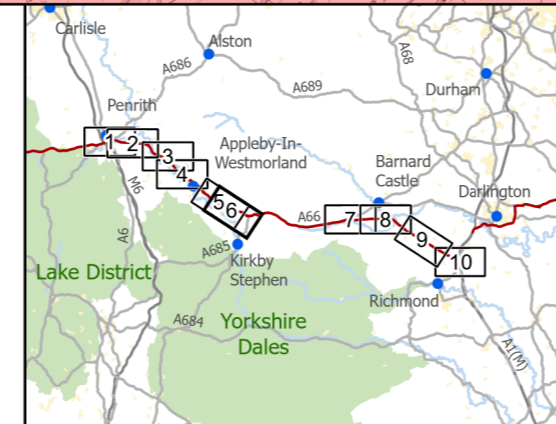 Carlisle
Alston
A686
A689
A68
Durham
Penrith
1
2
3
4
Appleby-In-
Westmorland
Barnard
Castle
Darlington
M6
A6
5
6
A66
7
8
9
10
A685
Kirkby
Stephen
Lake District
Richmond
A684
Yorkshire
Dales
A1(M)